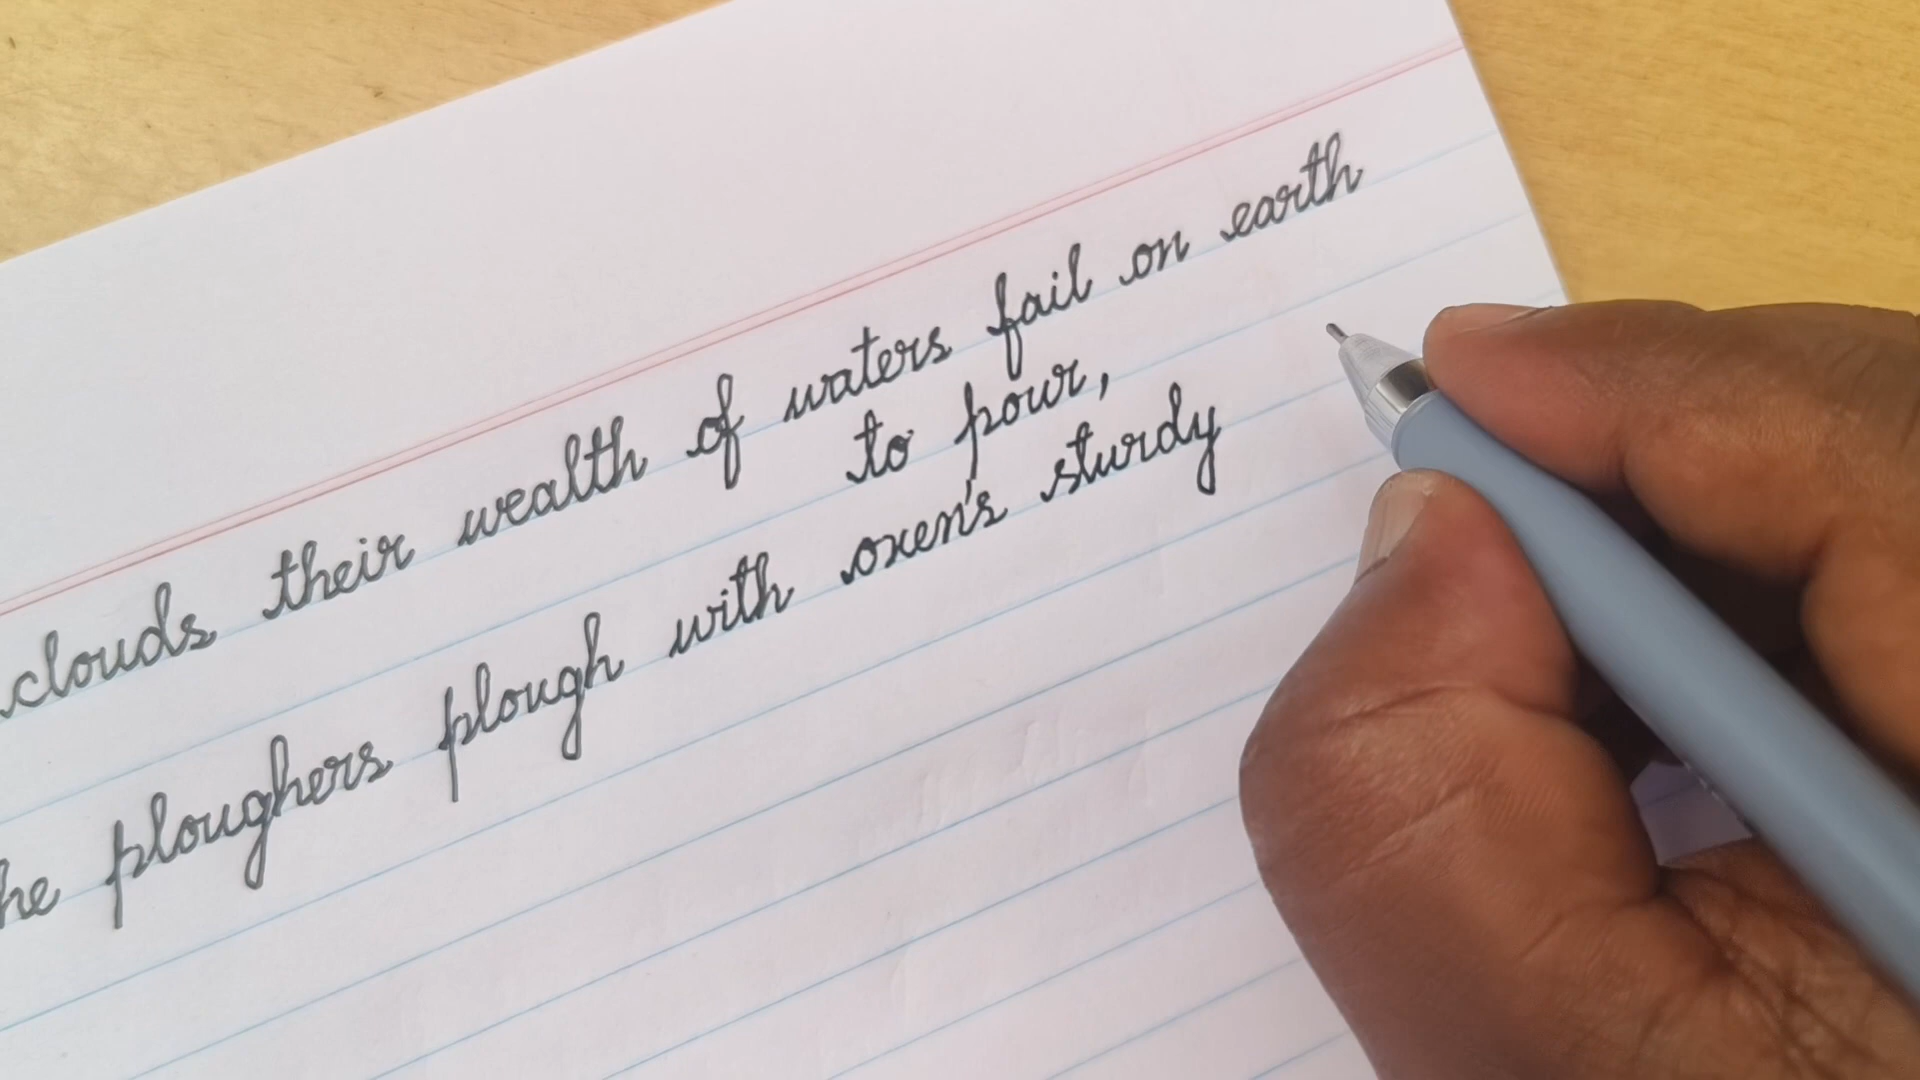 clouds their wealth of waters fail on earth
to pour,
he ploughers plough with oxen's sturdy